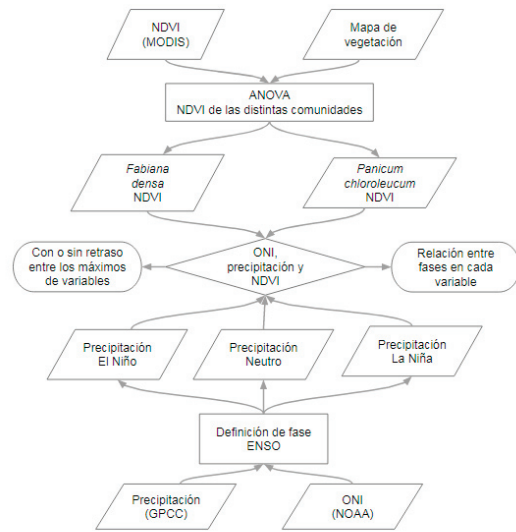 NDVI
(MODIS)
Mapa de
vegetación
ANOVA
NDVI de las distintas comunidades
Fabiana
densa
NDVI
Panicum
chloroleucum
NDVI
Con o sin retraso
entre los máximos
de variables
ONI,
precipitación y
NDVI
Relación entre
fases en cada
variable
Precipitación
El Niño
Precipitación
Neutro
Precipitación
La Niña
Definición de fase
ENSO
Precipitación
(GPCC)
ONI
(NOAA)